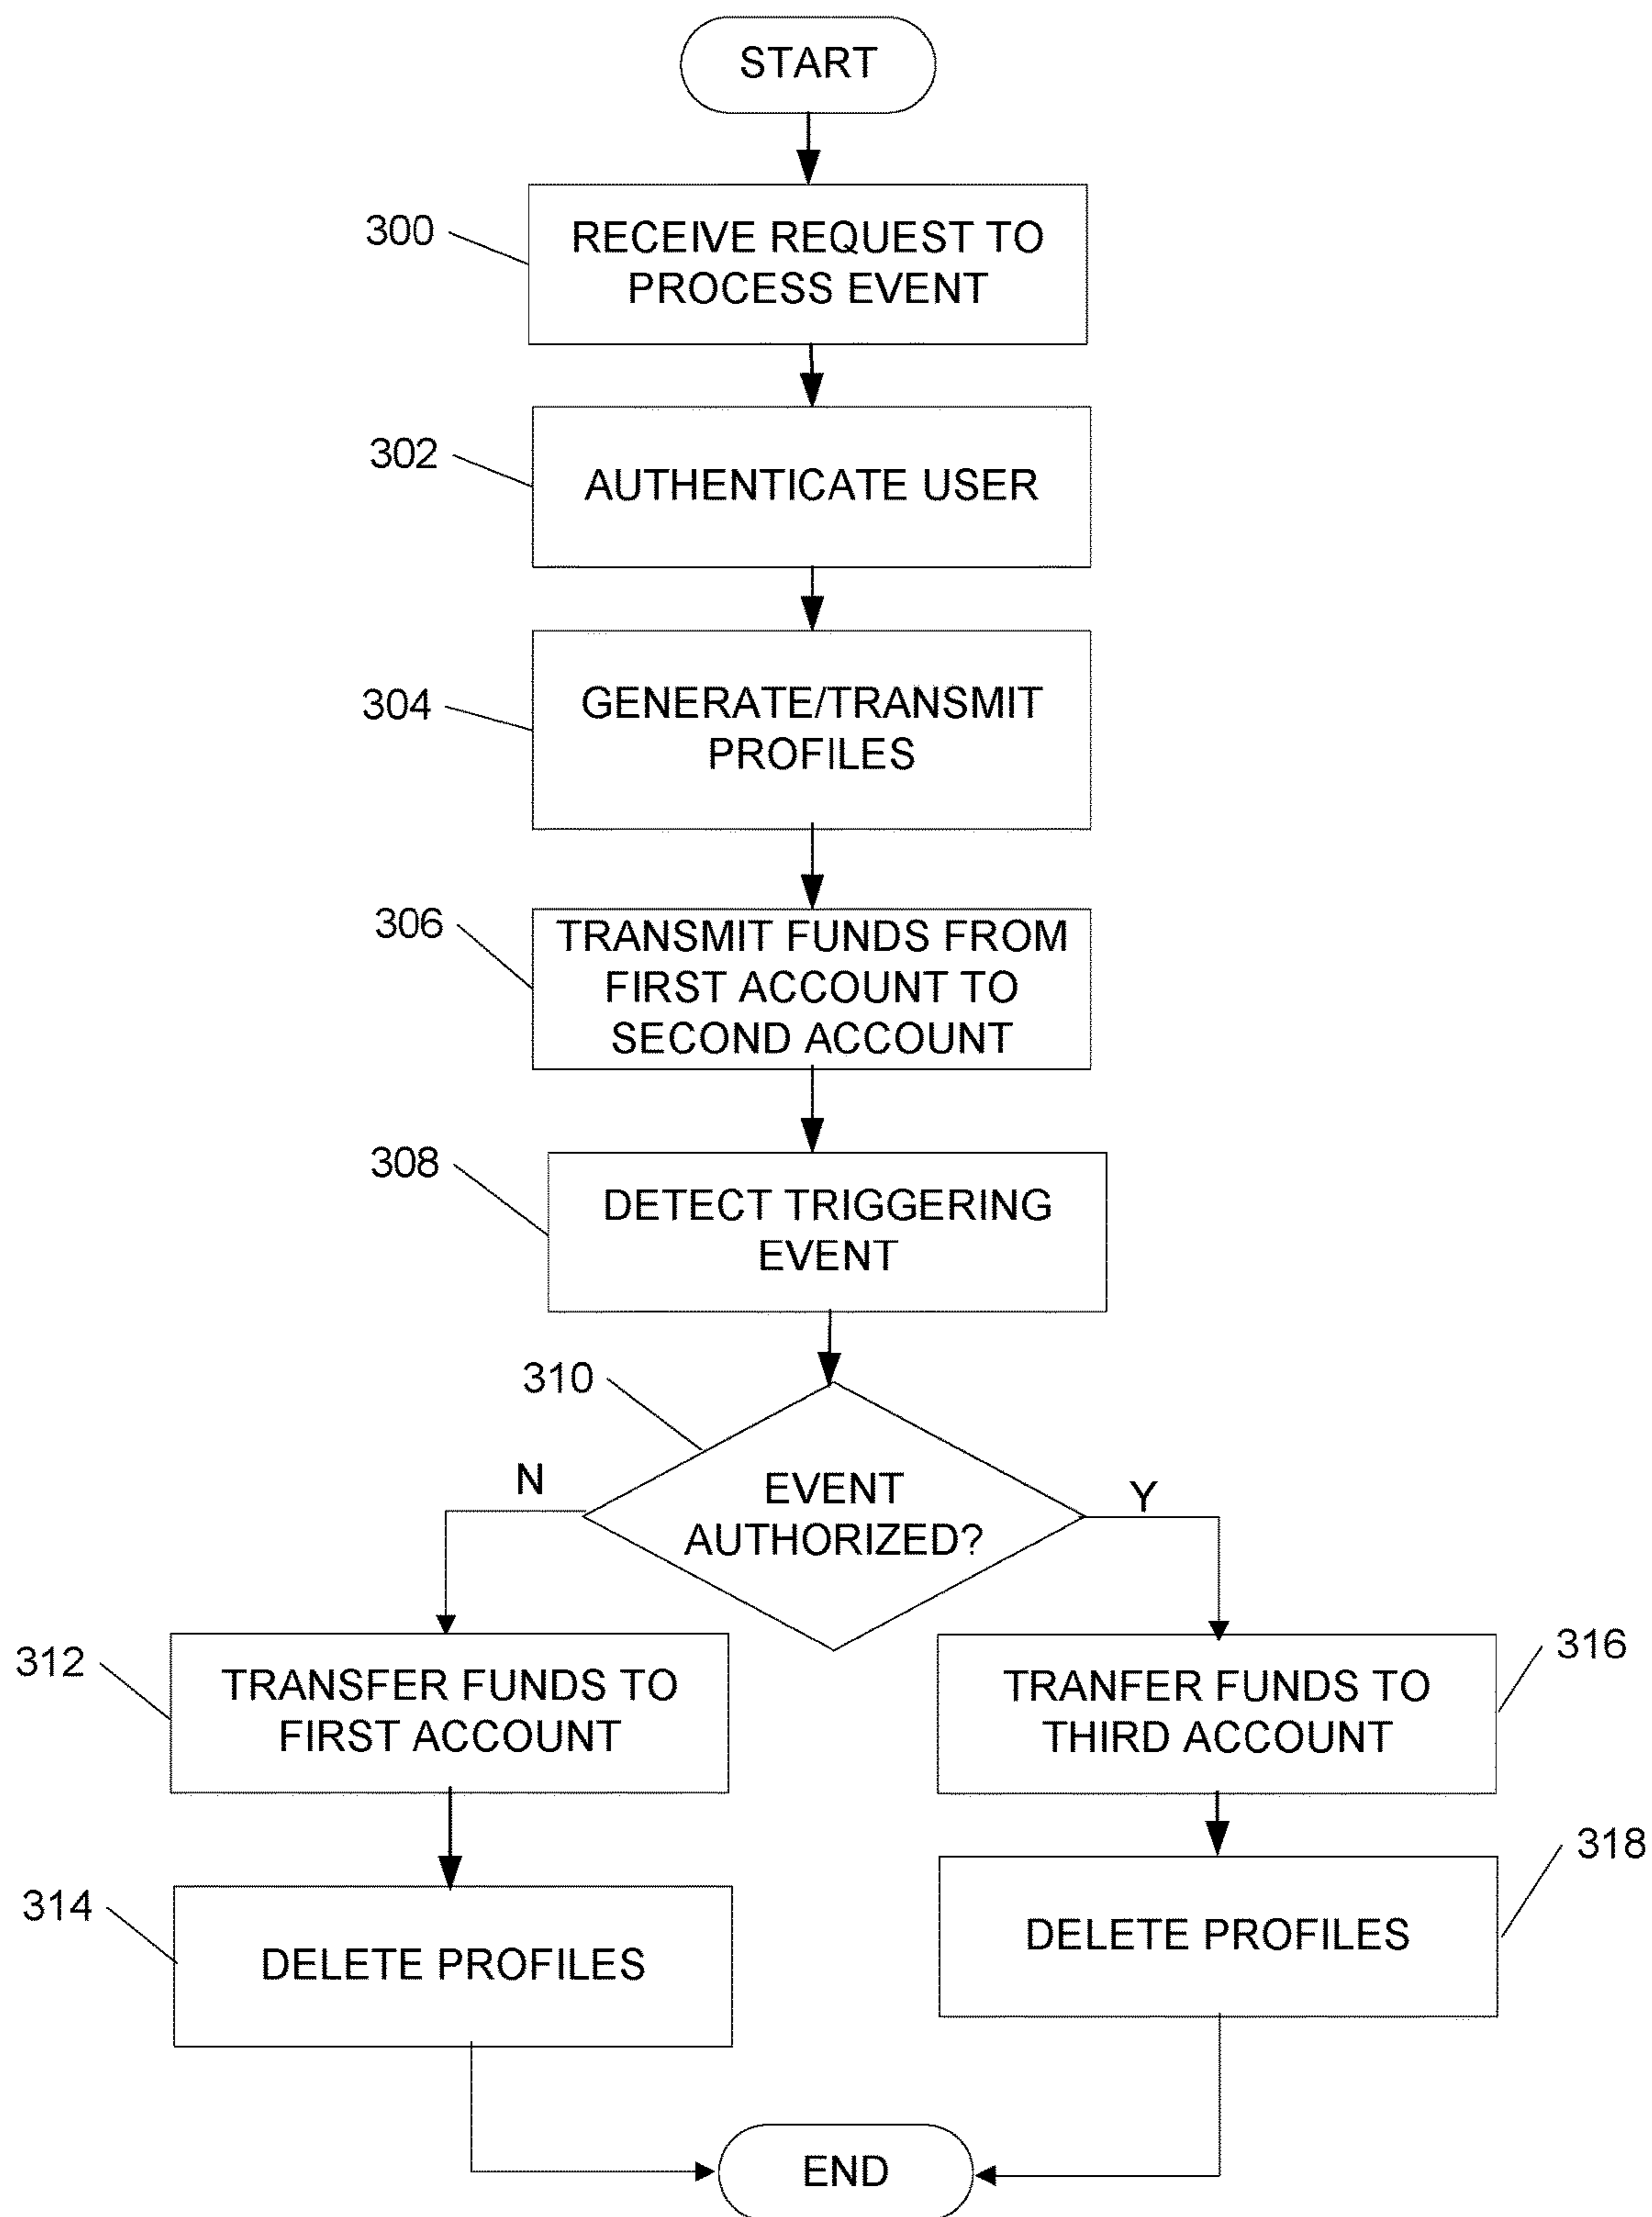 START
300
RECEIVE REQUEST TO
PROCESS EVENT
302
AUTHENTICATE USER
304
GENERATE/TRANSMIT
PROFILES
306
TRANSMIT FUNDS FROM
FIRST ACCOUNT TO
SECOND ACCOUNT
308
DETECT TRIGGERING
EVENT
310
EVENT
AUTHORIZED?
N
Y
312
TRANSFER FUNDS TO
FIRST ACCOUNT
316
TRANFER FUNDS TO
THIRD ACCOUNT
314
DELETE PROFILES
318
DELETE PROFILES
END